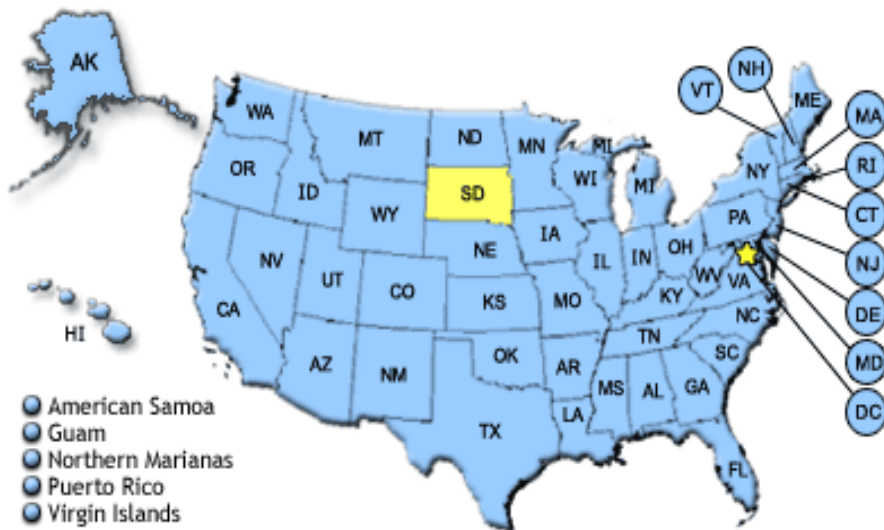 AK
NH
VT
ME
WA
MA
MT
ND
MN
MI
OR
RI
ID
SD
WI
MI
NY
WY
CT
PA
IA
NE
OH
NV
IL
IN
NJ
UT
WV
VA
CO
CA
KS
MO
KY
DE
NC
HI
TN
OK
SC
AZ
AR
MD
NM
MS
AL
GA
American Samoa
DC
LA
Guam
TX
Northern Marianas
FL
Puerto Rico
Virgin Islands